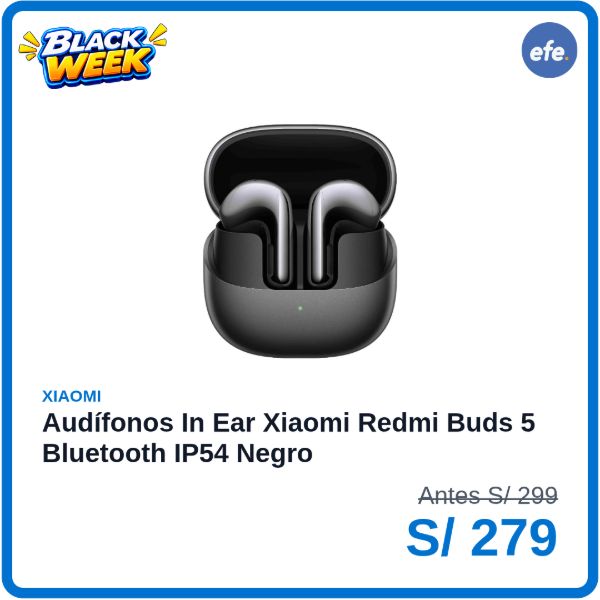 BLACK
WEEK
efe.
XIAOMI
Audífonos In Ear Xiaomi Redmi Buds 5
Bluetooth IP54 Negro
Antes S/ 299
S/ 279